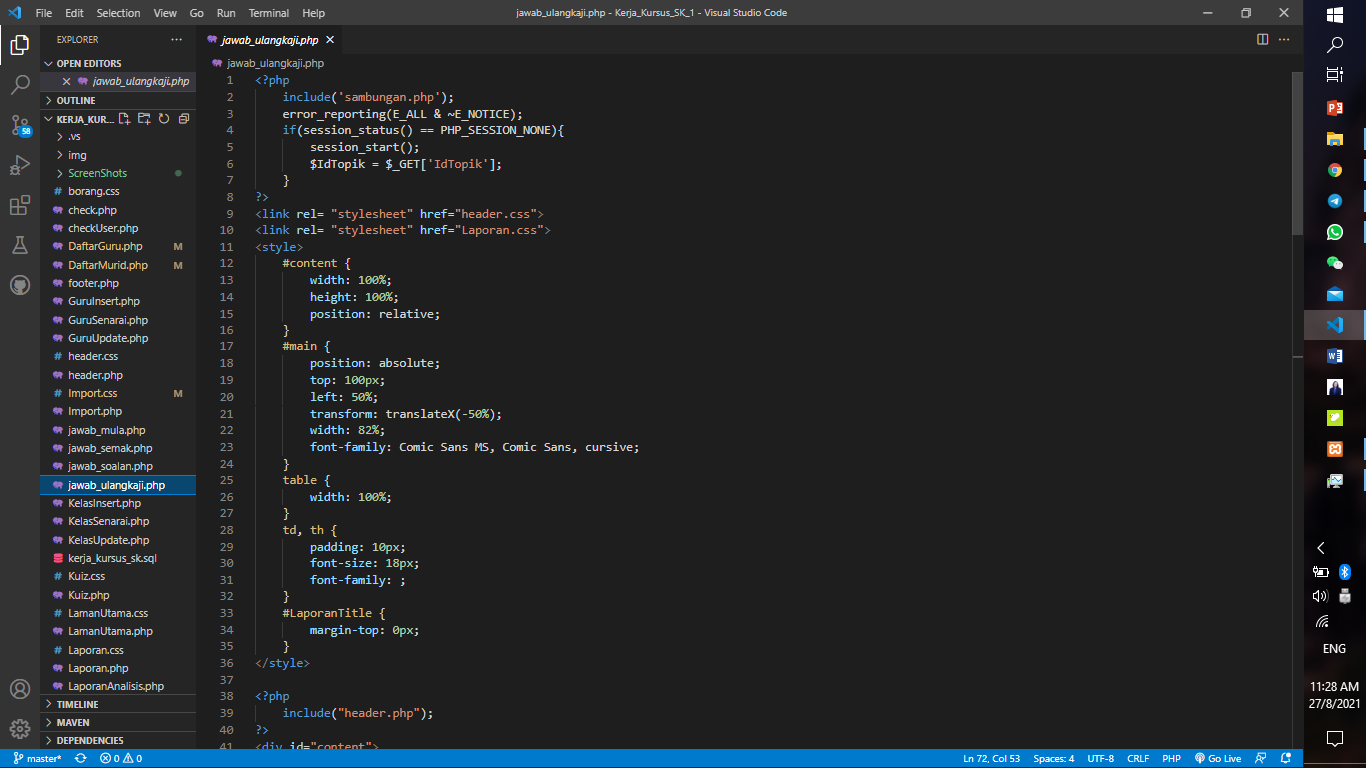 File Edit Selection View Go Run Terminal Help
jawab_ulangkaji.php - Kerja_Kursus_SK_1 - Visual Studio Code
EXPLORER
OPEN EDITORS
jawab_ulangkaji.php
OUTLINE
KERJA_KUR...
.vs
img
ScreenShots
# borang.css
check.php
checkUser.php
DaftarGuru.php M
DaftarMurid.php M
footer.php
GuruInsert.php
GuruSenarai.php
GuruUpdate.php
# header.css
header.php
# Import.css M
Import.php
jawab_mula.php
jawab_semak.php
jawab_soalan.php
jawab_ulangkaji.php
KelasInsert.php
KelasSenarai.php
KelasUpdate.php
kerja_kursus_sk.sql
# Kuiz.css
Kuiz.php
# LamanUtama.css
LamanUtama.php
# Laporan.css
Laporan.php
LaporanAnalisis.php
TIMELINE
MAVEN
DEPENDENCIES
58
jawab_ulangkaji.php
jawab_ulangkaji.php
1 <?php
2 include('sambungan.php');
3 error_reporting(E_ALL & ~E_NOTICE);
4 if(session_status() == PHP_SESSION_NONE){
5 session_start();
6 $IdTopik = $_GET['IdTopik'];
7 }
8 ?>
9 <link rel= "stylesheet" href="header.css">
10 <link rel= "stylesheet" href="Laporan.css">
11 <style>
12 #content {
13 width: 100%;
14 height: 100%;
15 position: relative;
16 }
17 #main {
18 position: absolute;
19 top: 100px;
20 left: 50%;
21 transform: translateX(-50%);
22 width: 82%;
23 font-family: Comic Sans MS, Comic Sans, cursive;
24 }
25 table {
26 width: 100%;
27 }
28 td, th {
29 padding: 10px;
30 font-size: 18px;
31 font-family: ;
32 }
33 #LaporanTitle {
34 margin-top: 0px;
35 }
36 </style>
37
38 <?php
39 include("header.php");
40 ?>
41 <div id="content">
master* 0 0
Ln 72, Col 53 Spaces: 4 UTF-8 CRLF PHP Go Live
ENG
11:28 AM
27/8/2021